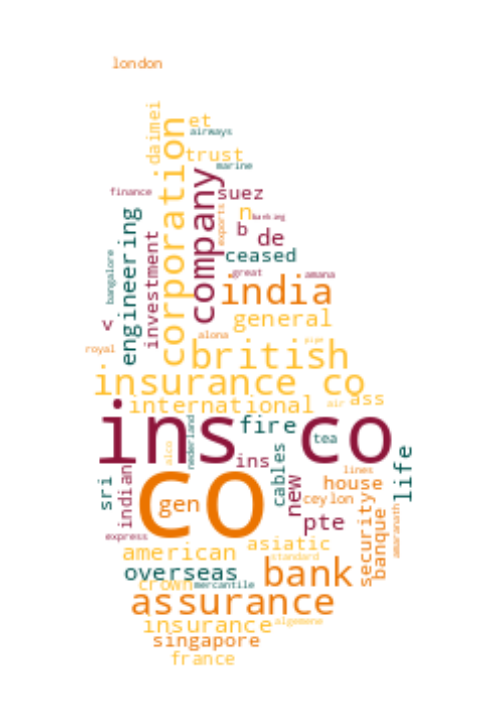 london
.daimei
et
airways
corporation
trust
marine
finance
company
suez
exports
n
banking
b
de
engineering
investment
bangalore
ceased
great
amana
india
v
general
royal
alona
british
insurance co
air
ass
international
ins co
fire
tea
nederland
alco
ins
cables
lines
life
sri
indian
co
gen
new
house
ceylon
pte
security
banque
amaranath
express
american
asiatic
standard
overseas
bank
crown
mercantile
assurance
insurance
algemene
singapore
france